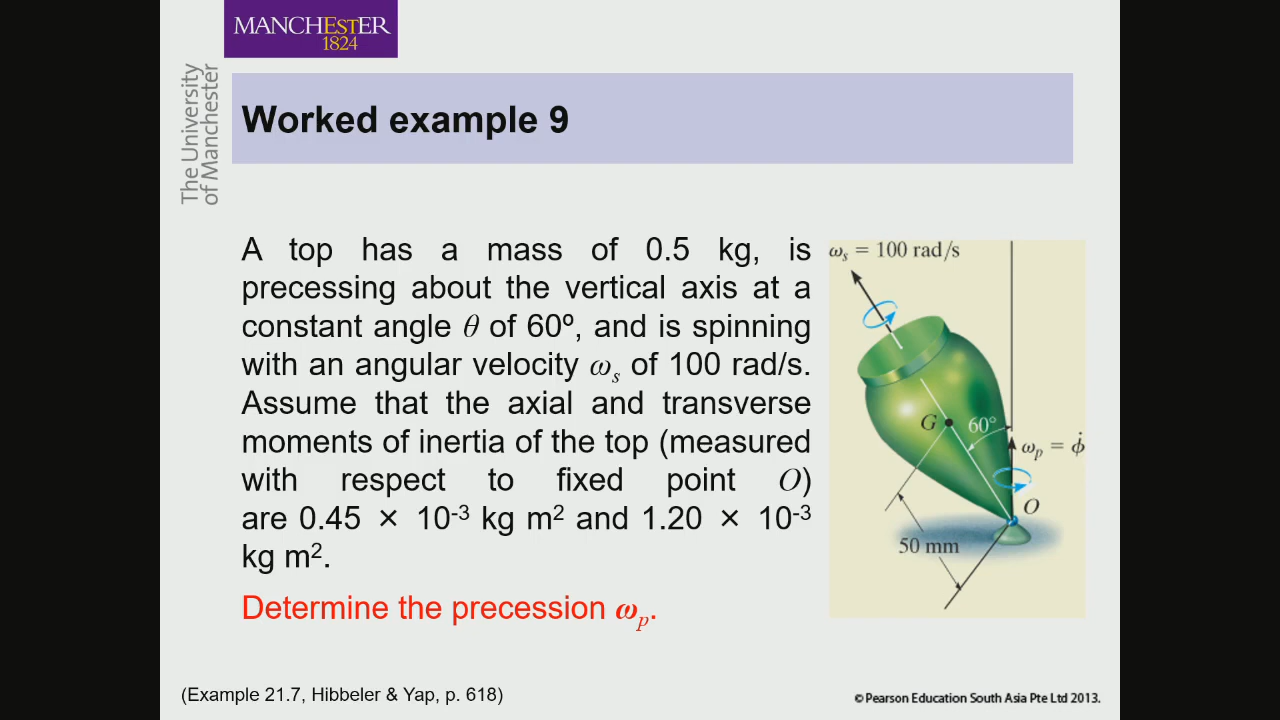 MANCHESTER
1824
The University
of Manchester
Worked example 9
A top has a mass of 0.5 kg, is
precessing about the vertical axis at a
constant angle θ of 60º, and is spinning
with an angular velocity ωs of 100 rad/s.
Assume that the axial and transverse
moments of inertia of the top (measured
with respect to fixed point O)
are 0.45 × 10-3 kg m2 and 1.20 × 10-3
kg m2.
Determine the precession ωp.
ωs = 100 rad/s
G
60°
ωp = ϕ̇
O
50 mm
(Example 21.7, Hibbeler & Yap, p. 618)
© Pearson Education South Asia Pte Ltd 2013.